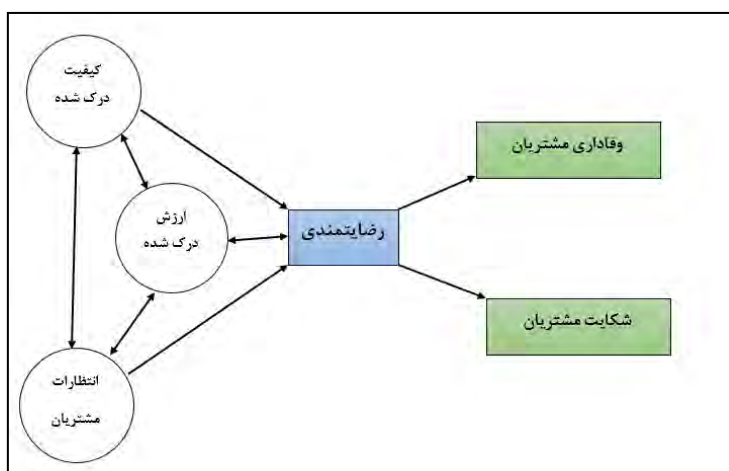 کیفیت
درک شده
وفاداری مشتریان
ارزش
درک شده
رضایتمندی
شکایت مشتریان
انتظارات
مشتریان